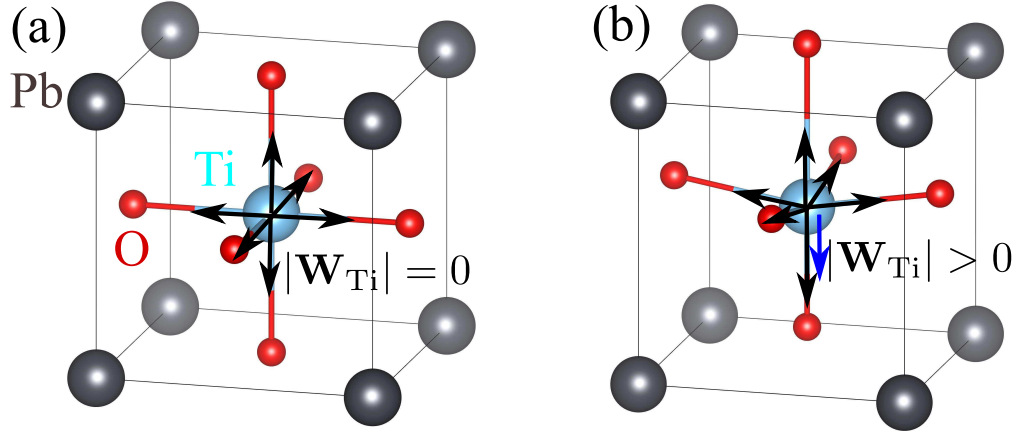 (a)
(b)
Pb
Ti
O
|W_Ti| = 0
|W_Ti| > 0